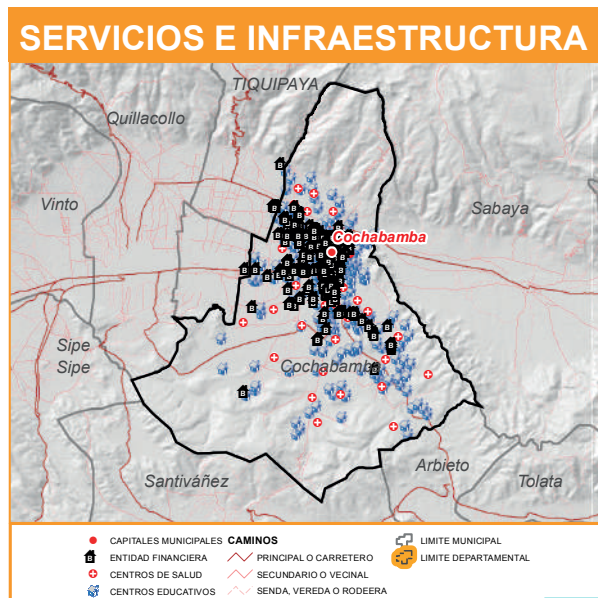 SERVICIOS E INFRAESTRUCTURA
TIQUIPAYA
Quillacollo
Vinto
Sabaya
Cochabamba
Sipe
Sipe
Cochabamba
Santiváñez
Arbieto
Tolata
CAPITALES MUNICIPALES
ENTIDAD FINANCIERA
CENTROS DE SALUD
CENTROS EDUCATIVOS
CAMINOS
PRINCIPAL O CARRETERO
SECUNDARIO O VECINAL
SENDA, VEREDA O RODEERA
LIMITE MUNICIPAL
LIMITE DEPARTAMENTAL